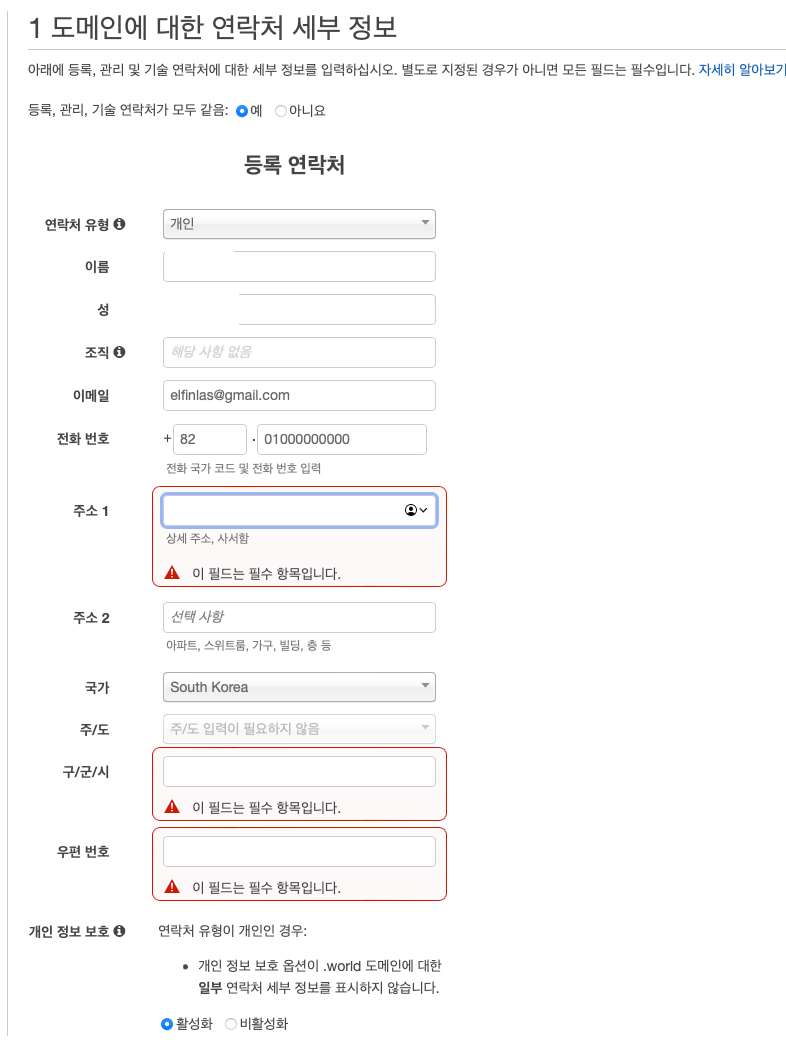 1 도메인에 대한 연락처 세부 정보
아래에 등록, 관리 및 기술 연락처에 대한 세부 정보를 입력하십시오. 별도로 지정된 경우가 아니면 모든 필드는 필수입니다. 자세히 알아보기
등록, 관리, 기술 연락처가 모두 같음: 예 아니요
등록 연락처
연락처 유형 개인
이름
성
조직 해당 사항 없음
이메일 elfinlas@gmail.com
전화 번호 + 82 . 01000000000
전화 국가 코드 및 전화 번호 입력
주소 1
상세 주소, 사서함
이 필드는 필수 항목입니다.
주소 2 선택 사항
아파트, 스위트룸, 가구, 빌딩, 층 등
국가 South Korea
주/도 주/도 입력이 필요하지 않음
구/군/시
이 필드는 필수 항목입니다.
우편 번호
이 필드는 필수 항목입니다.
개인 정보 보호 연락처 유형이 개인인 경우:
• 개인 정보 보호 옵션이 .world 도메인에 대한
일부 연락처 세부 정보를 표시하지 않습니다.
활성화 비활성화